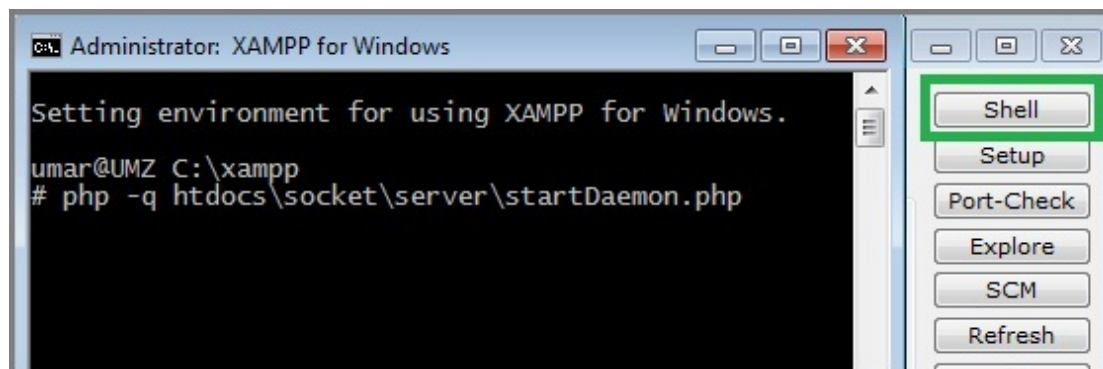 Administrator: XAMPP for Windows
Setting environment for using XAMPP for Windows.
umar@UMZ C:\xampp
# php -q htdocs\socket\server\startDaemon.php
Shell
Setup
Port-Check
Explore
SCM
Refresh